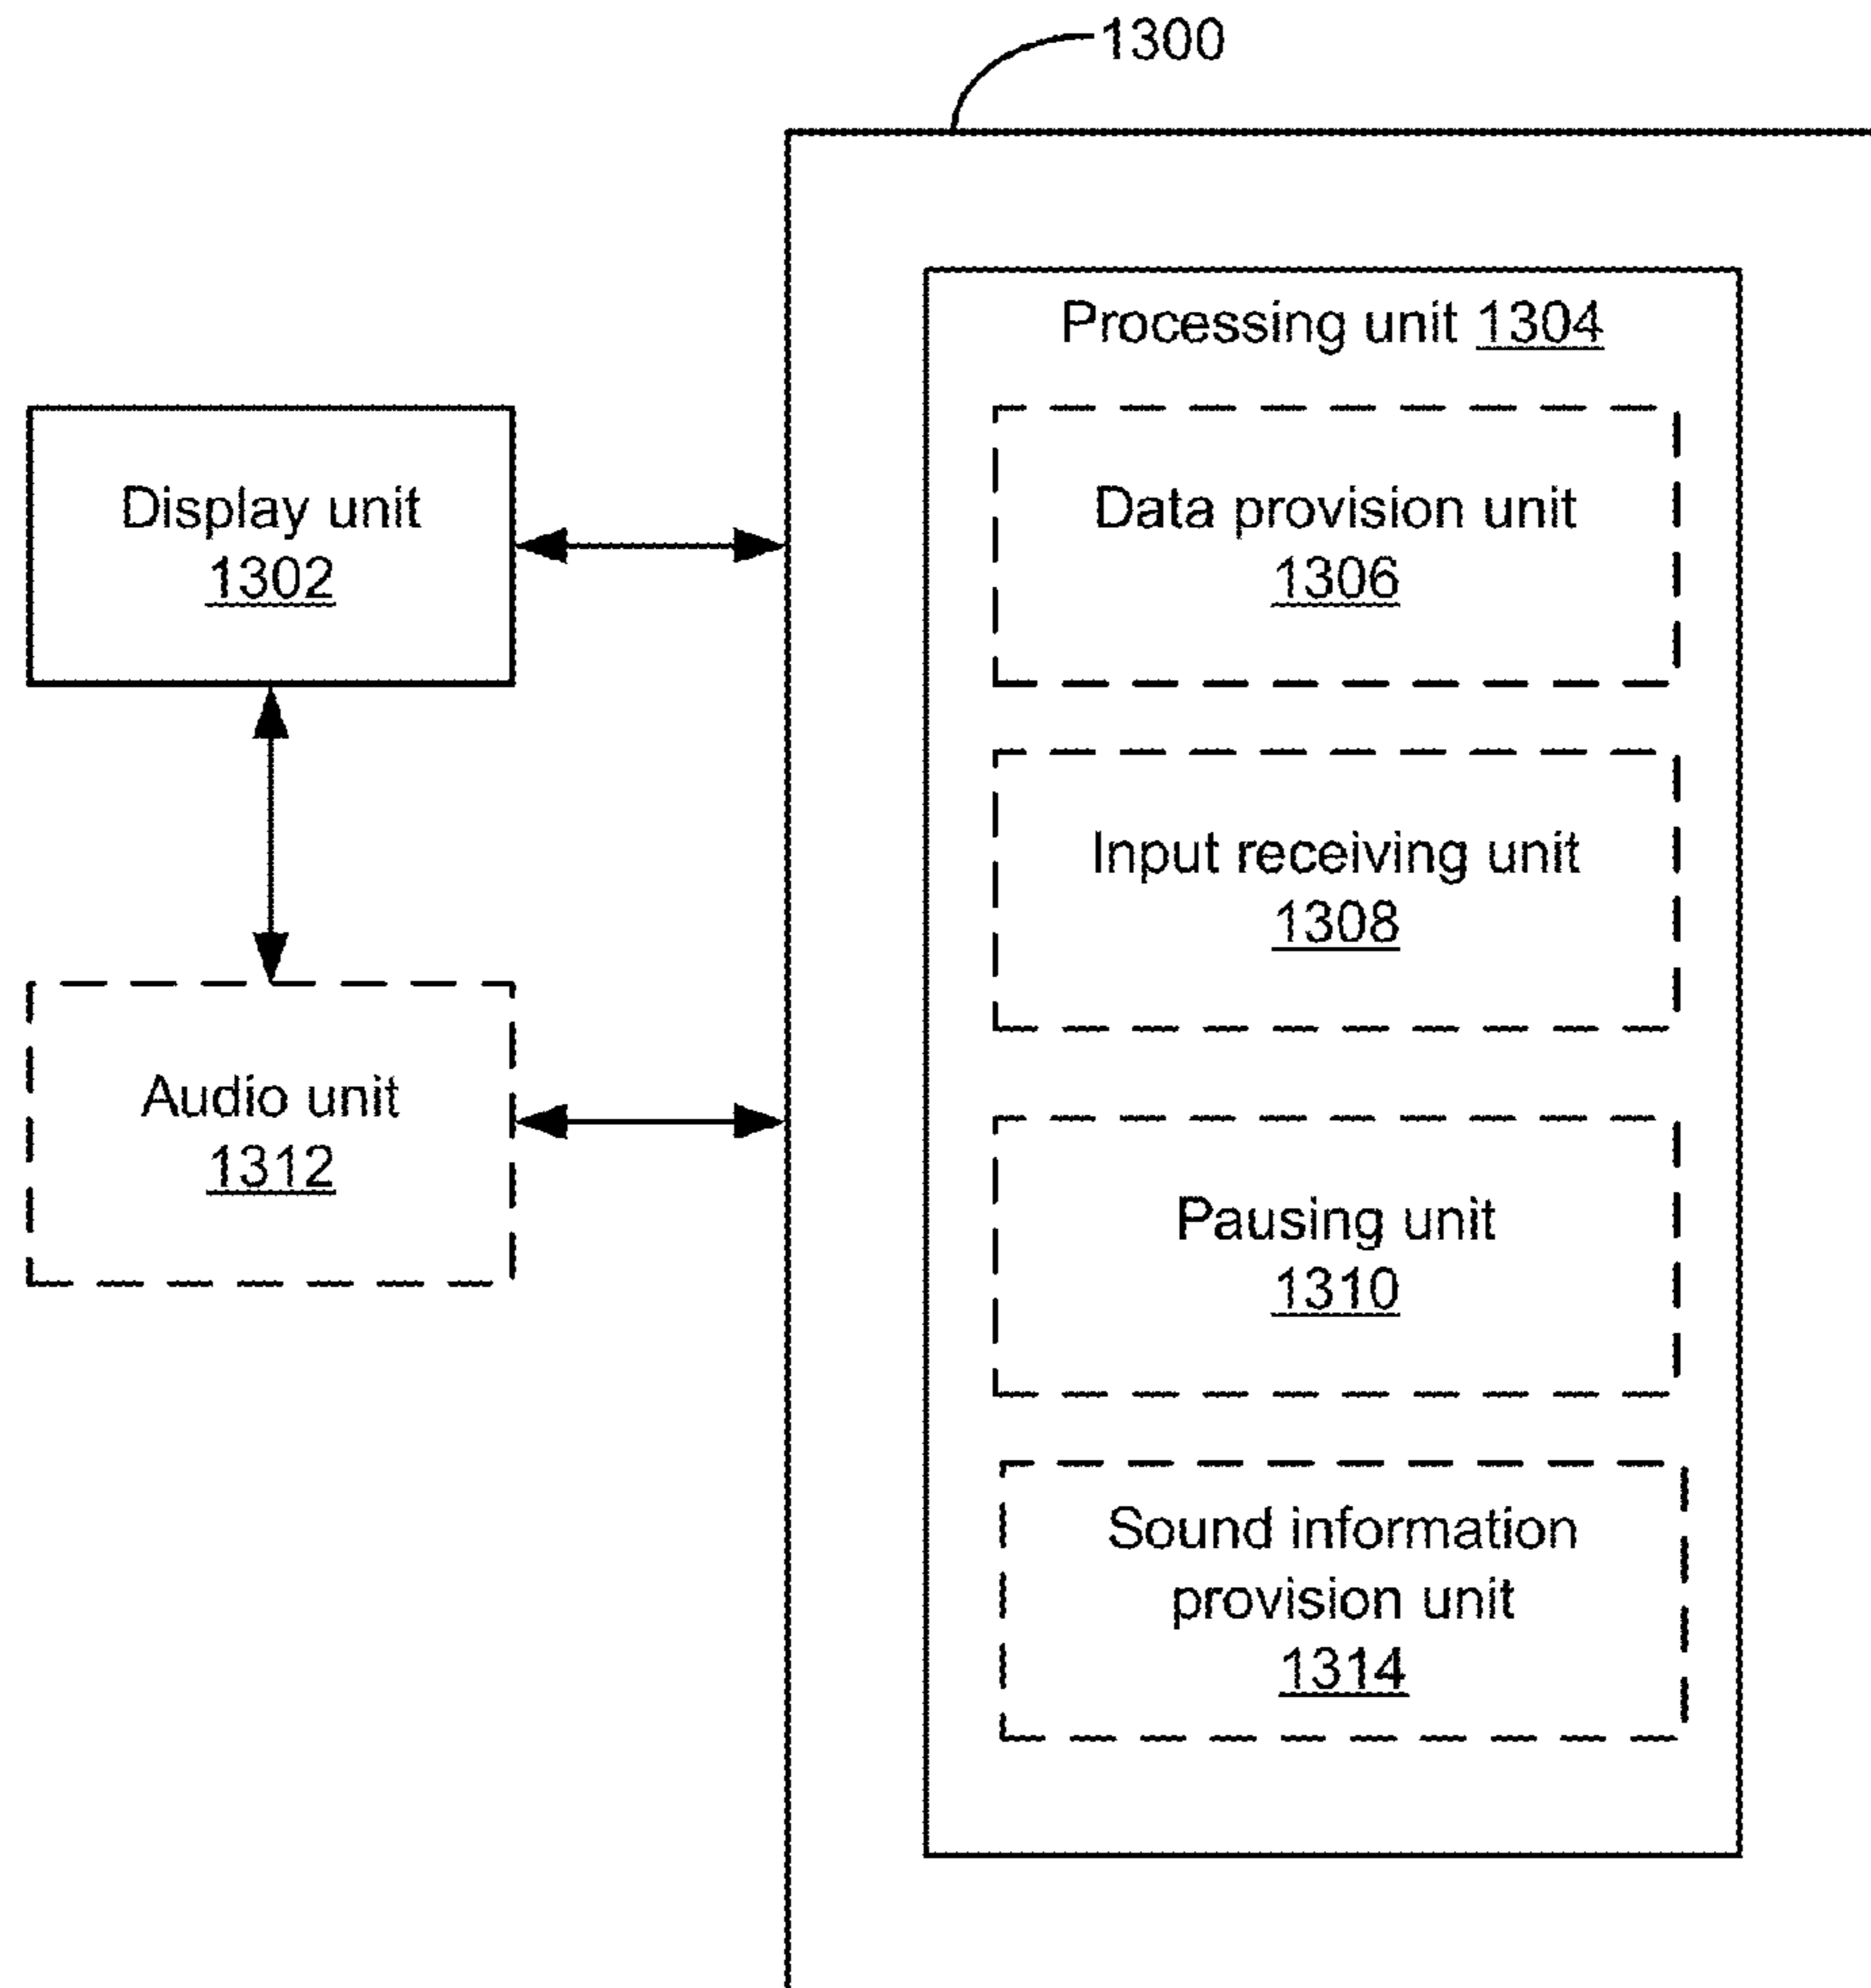 1300
Processing unit 1304
Display unit
1302
Data provision unit
1306
Input receiving unit
1308
Audio unit
1312
Pausing unit
1310
Sound information
provision unit
1314